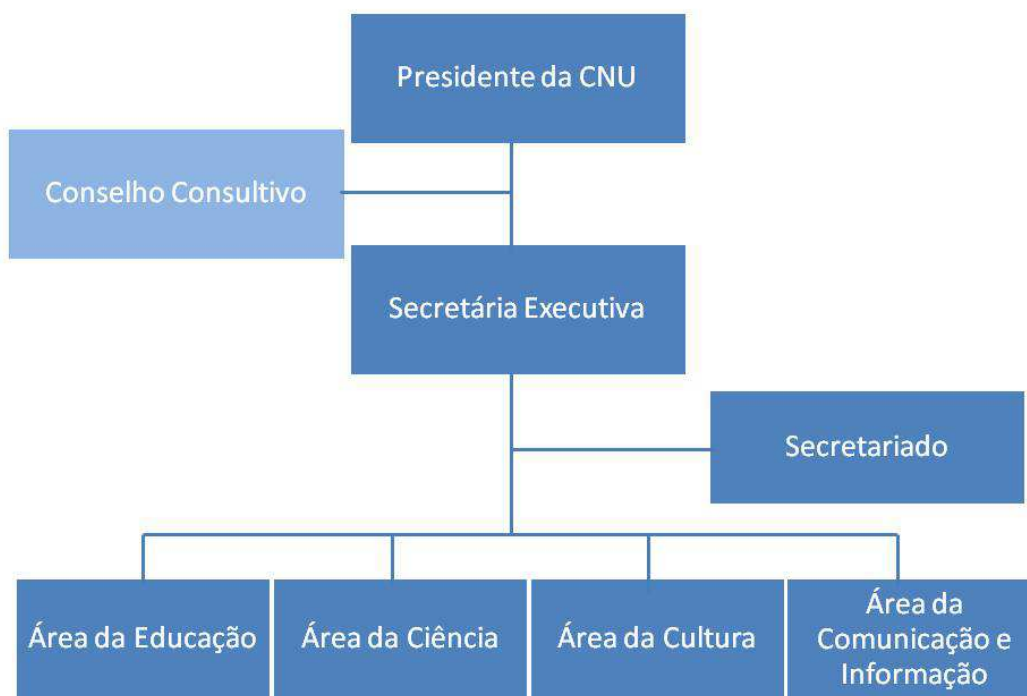 Presidente da CNU
Conselho Consultivo
Secretária Executiva
Secretariado
Área da Educação
Área da Ciência
Área da Cultura
Área da
Comunicação e
Informação